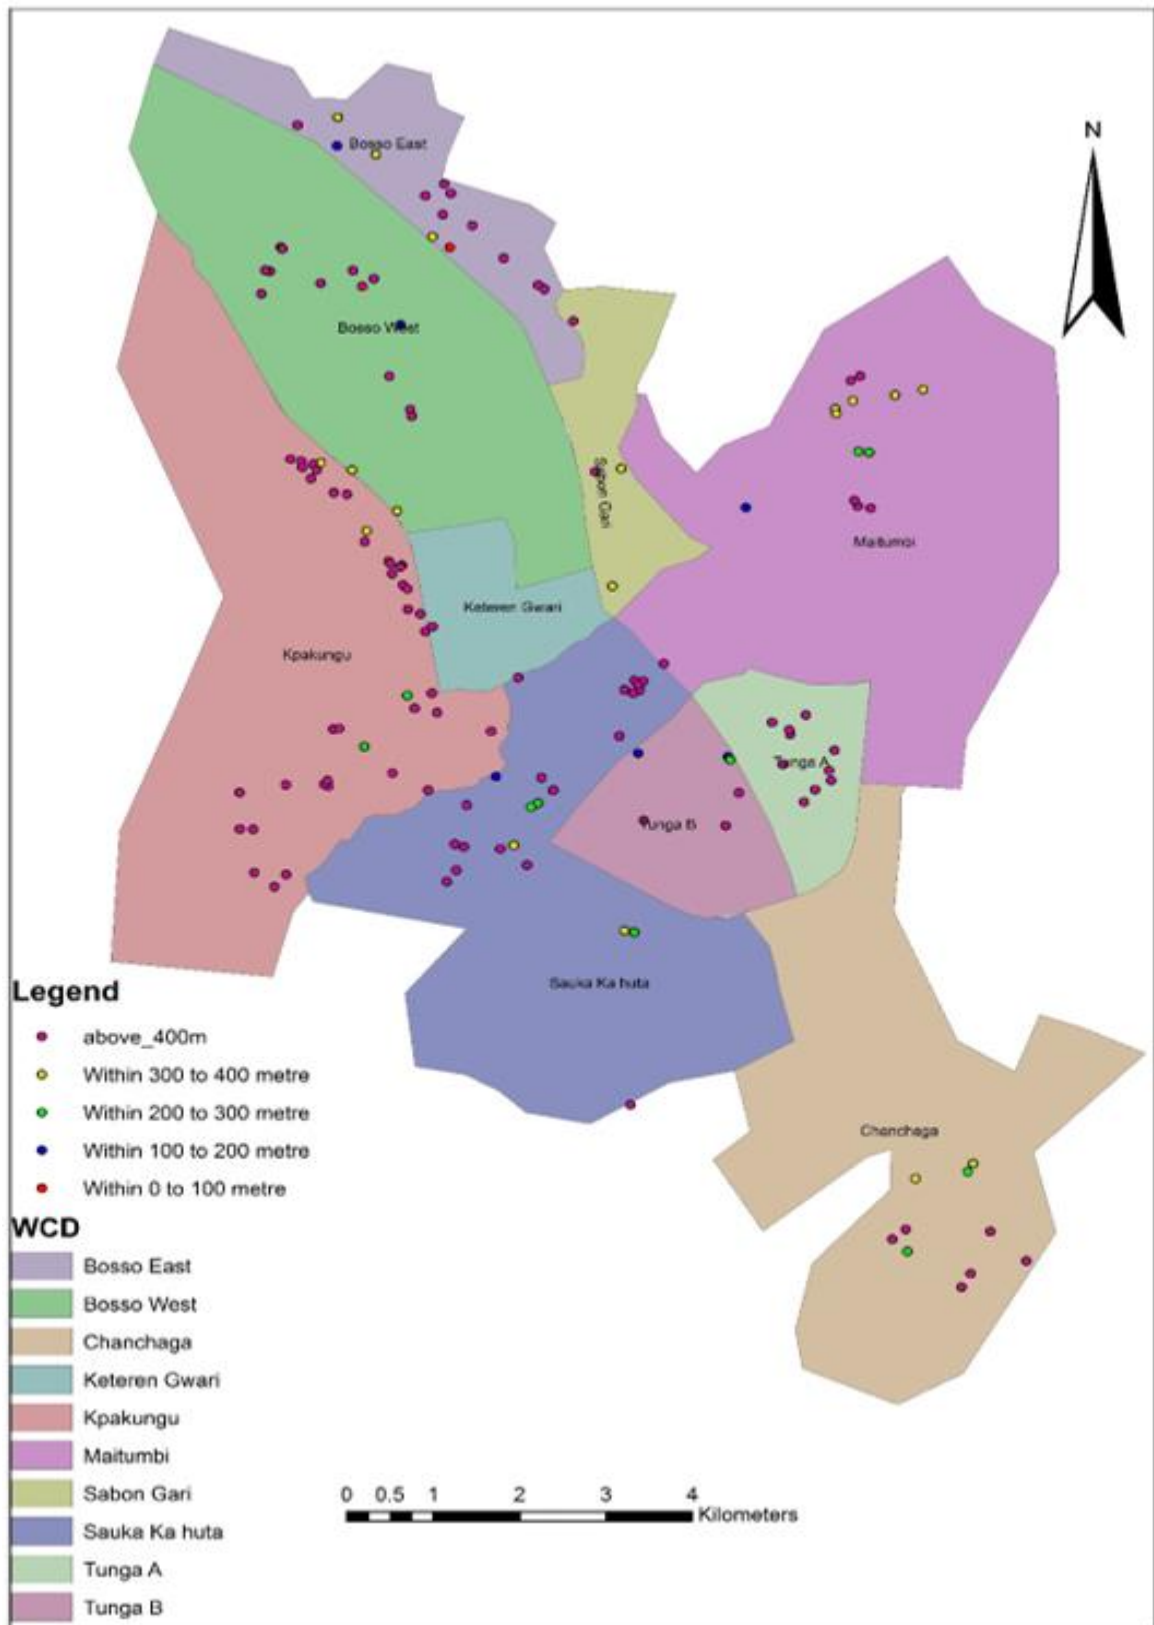 N
Bosso East
Bosso West
Sabon Gari
Maitumbi
Keteren Gwari
Kpakungu
Tunga A
Tunga B
Sauka Ka huta
Chanchaga
Legend
above_400m
Within 300 to 400 metre
Within 200 to 300 metre
Within 100 to 200 metre
Within 0 to 100 metre
WCD
Bosso East
Bosso West
Chanchaga
Keteren Gwari
Kpakungu
Maitumbi
Sabon Gari
Sauka Ka huta
Tunga A
Tunga B
0 0.5 1 2 3 4
Kilometers